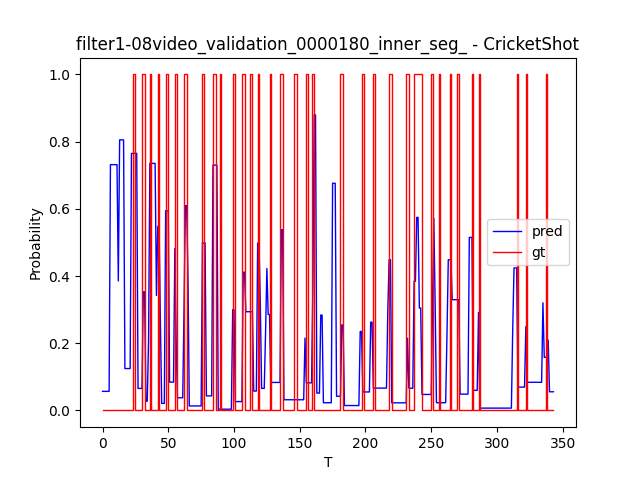 filter1-08video_validation_0000180_inner_seg_ - CricketShot
1.0
0.8
0.6
0.4
0.2
0.0
Probability
pred
gt
0 50 100 150 200 250 300 350
T